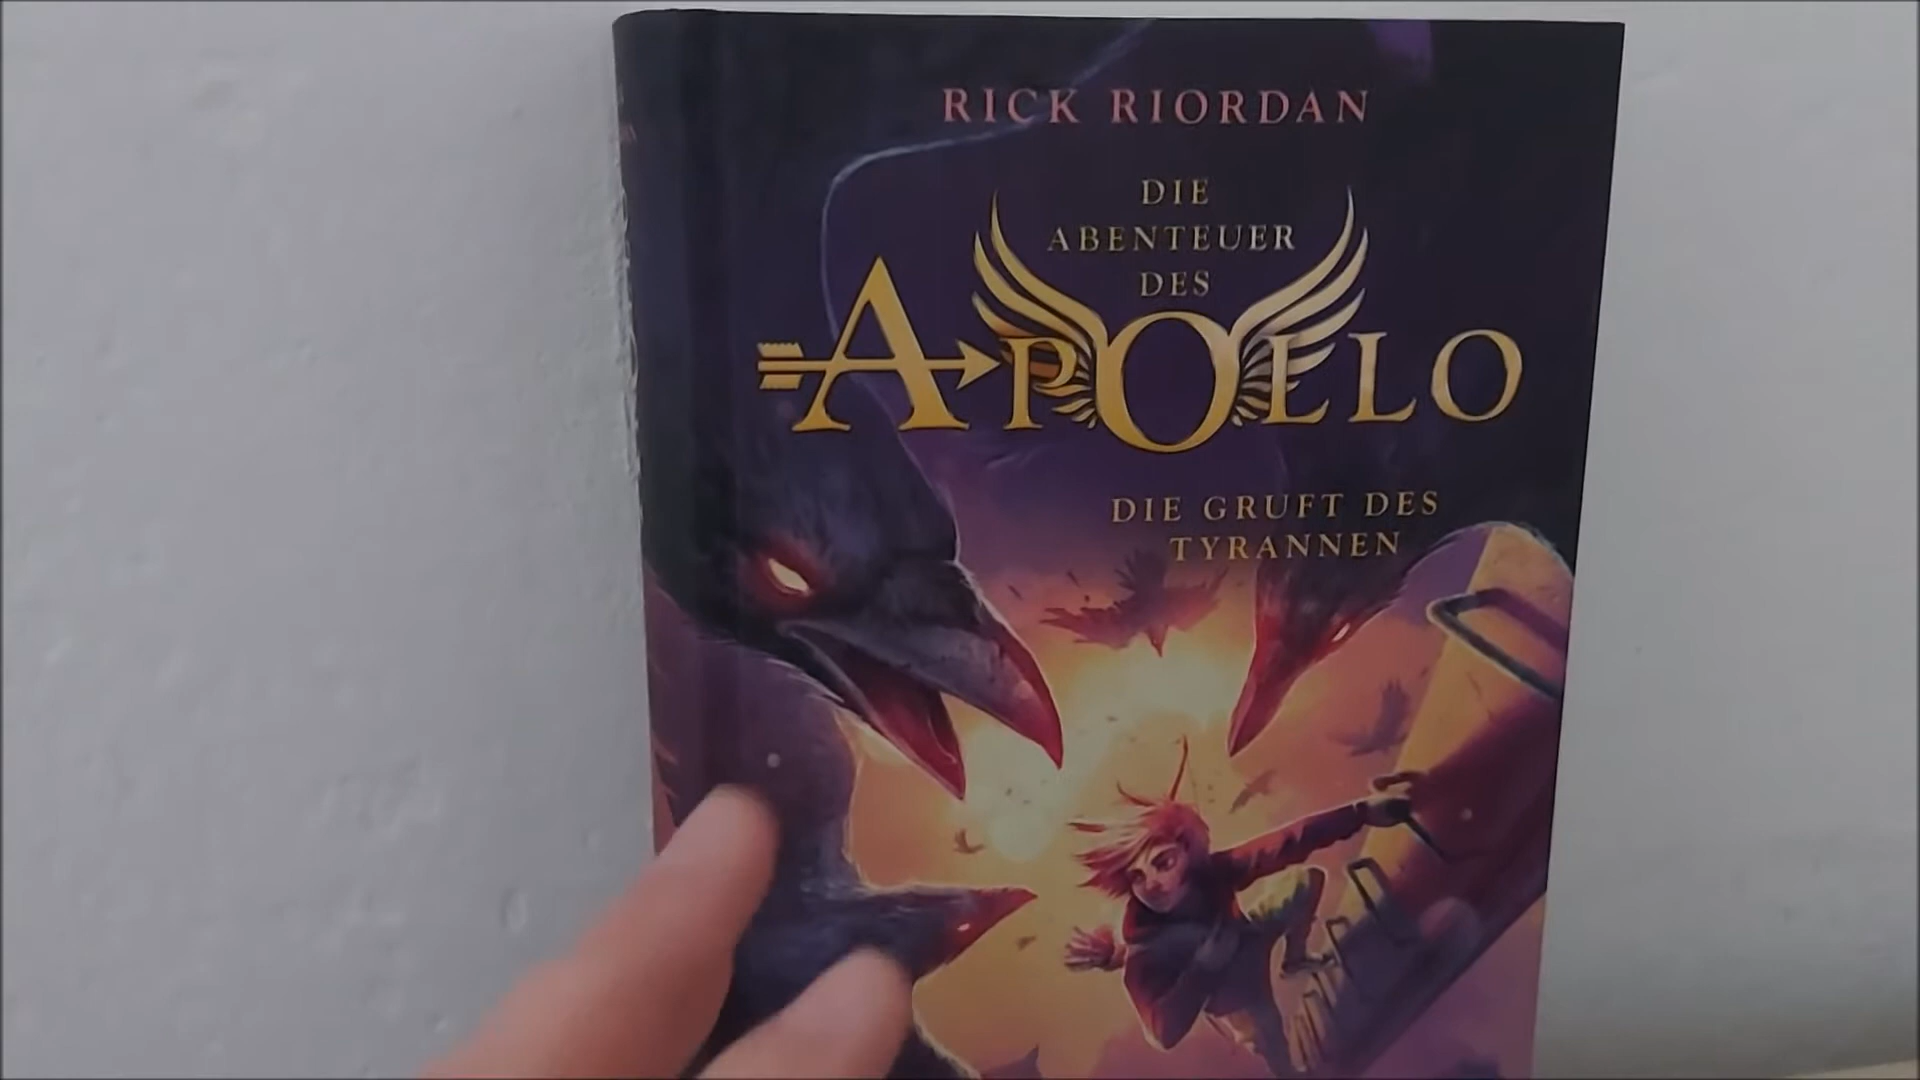 RICK RIORDAN
DIE
ABENTEUER
DES
APOLLO
DIE GRUFT DES
TYRANNEN